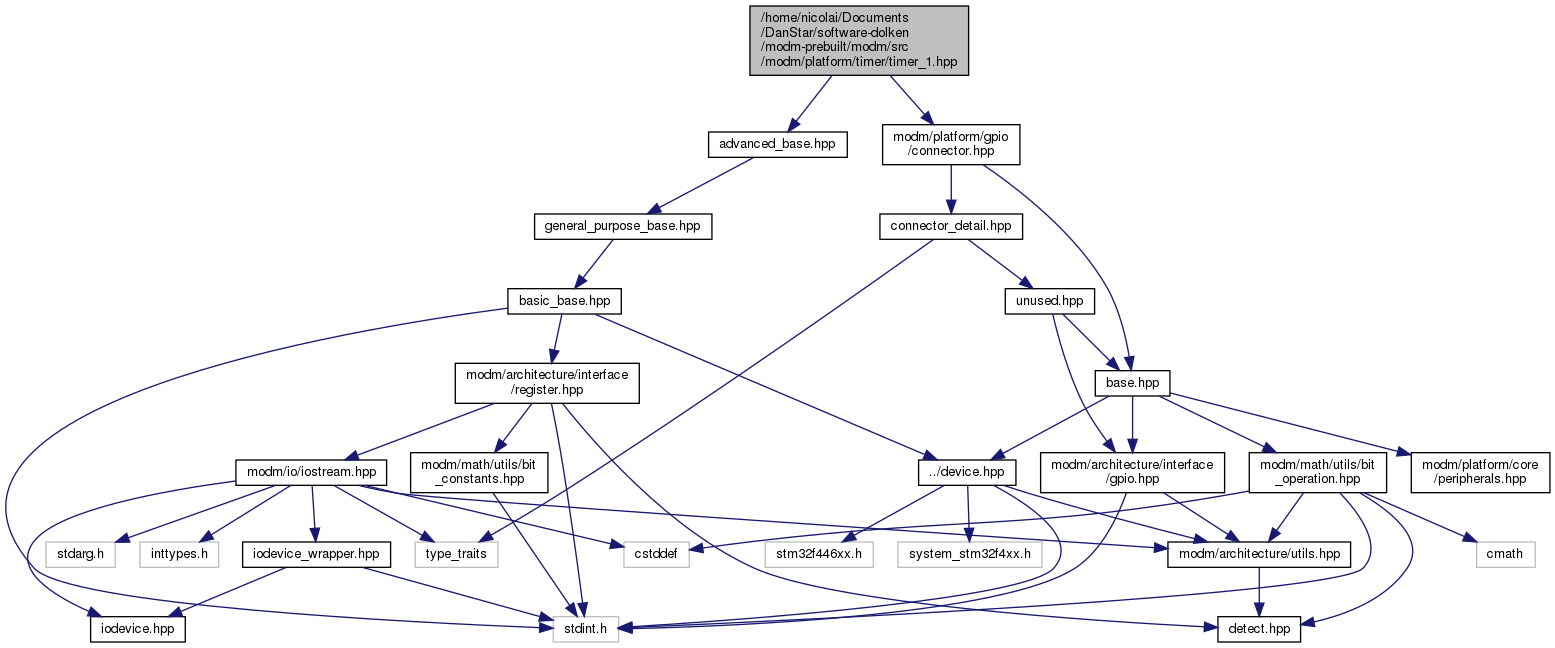 /home/nicolai/Documents
/DanStar/software-dolken
/modm-prebuilt/modm/src
/modm/platform/timer/timer_1.hpp
advanced_base.hpp
modm/platform/gpio
/connector.hpp
general_purpose_base.hpp
connector_detail.hpp
basic_base.hpp
unused.hpp
modm/architecture/interface
/register.hpp
base.hpp
modm/io/iostream.hpp
modm/math/utils/bit
_constants.hpp
../device.hpp
modm/architecture/interface
/gpio.hpp
modm/math/utils/bit
_operation.hpp
modm/platform/core
/peripherals.hpp
stdarg.h
inttypes.h
iodevice_wrapper.hpp
type_traits
cstddef
stm32f446xx.h
system_stm32f4xx.h
modm/architecture/utils.hpp
cmath
iodevice.hpp
stdint.h
detect.hpp